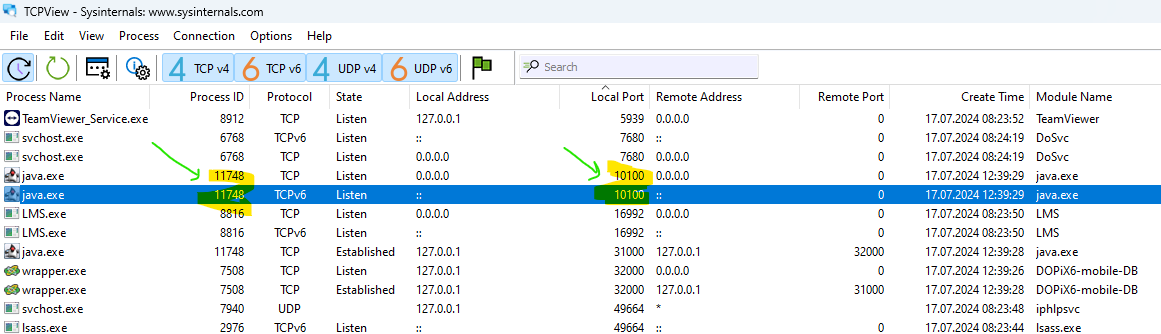 TCPView - Sysinternals: www.sysinternals.com
File Edit View Process Connection Options Help
4 TCP v4 6 TCP v6 4 UDP v4 6 UDP v6 Search
Process Name Process ID Protocol State Local Address Local Port Remote Address Remote Port Create Time Module Name
TeamViewer_Service.exe 8912 TCP Listen 127.0.0.1 5939 0.0.0.0 0 17.07.2024 08:23:52 TeamViewer
svchost.exe 6768 TCPv6 Listen :: 7680 :: 0 17.07.2024 08:24:19 DoSvc
svchost.exe 6768 TCP Listen 0.0.0.0 7680 0.0.0.0 0 17.07.2024 08:24:19 DoSvc
java.exe 11748 TCP Listen 0.0.0.0 10100 0.0.0.0 0 17.07.2024 12:39:29 java.exe
java.exe 11748 TCPv6 Listen :: 10100 :: 0 17.07.2024 12:39:29 java.exe
LMS.exe 8816 TCP Listen 0.0.0.0 16992 0.0.0.0 0 17.07.2024 08:23:50 LMS
LMS.exe 8816 TCPv6 Listen :: 16992 :: 0 17.07.2024 08:23:50 LMS
java.exe 11748 TCP Established 127.0.0.1 31000 127.0.0.1 32000 17.07.2024 12:39:28 java.exe
wrapper.exe 7508 TCP Listen 127.0.0.1 32000 0.0.0.0 0 17.07.2024 12:39:26 DOPiX6-mobile-DB
wrapper.exe 7508 TCP Established 127.0.0.1 32000 127.0.0.1 31000 17.07.2024 12:39:28 DOPiX6-mobile-DB
svchost.exe 7940 UDP 127.0.0.1 49664 * 17.07.2024 08:23:48 iphlpsvc
lsass.exe 2976 TCPv6 Listen :: 49664 :: 0 17.07.2024 08:23:46 lsass.exe